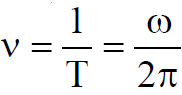 ν = 1/T = ω/2π